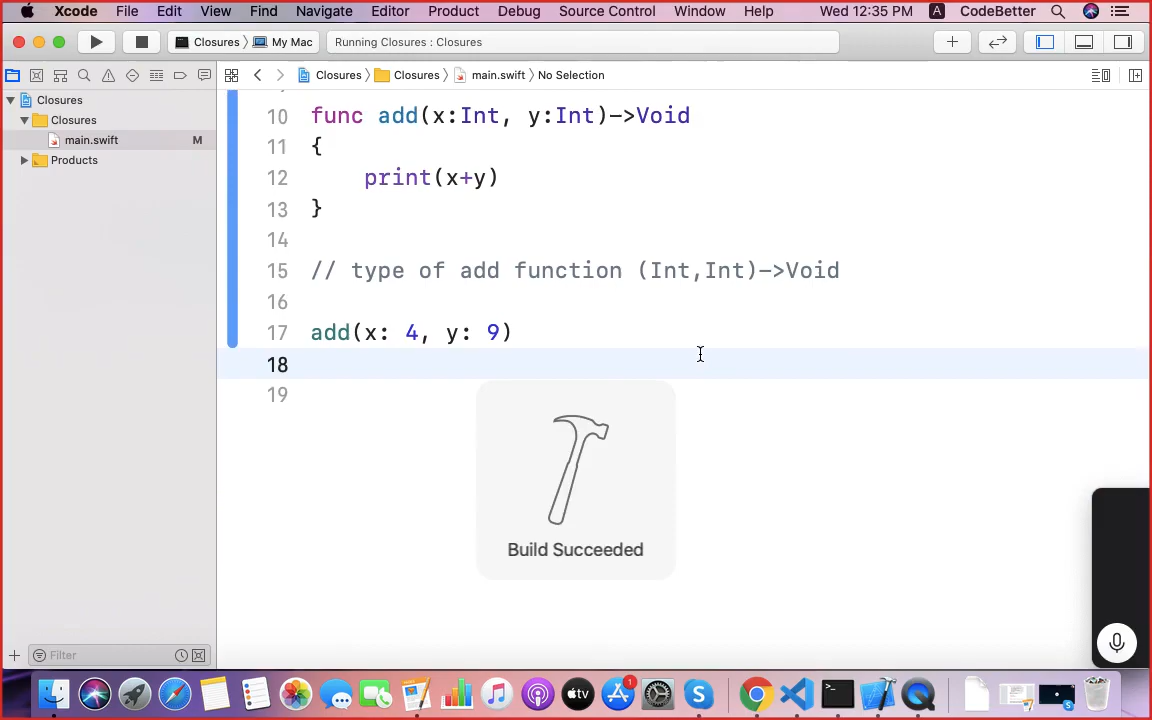 Xcode File Edit View Find Navigate Editor Product Debug Source Control Window Help Wed 12:35 PM A CodeBetter
Closures 〉 My Mac Running Closures : Closures
Closures 〉 Closures 〉 main.swift 〉 No Selection
Closures
Closures
main.swift M
Products
10 func add(x:Int, y:Int)->Void
11 {
12 print(x+y)
13 }
14
15 // type of add function (Int,Int)->Void
16
17 add(x: 4, y: 9)
18
19
Build Succeeded
Filter
tv
1